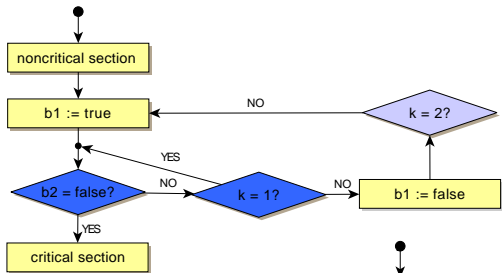 noncritical section
NO
k = 2?
b1 := true
YES
b2 = false?
NO
k = 1?
NO
b1 := false
YES
critical section